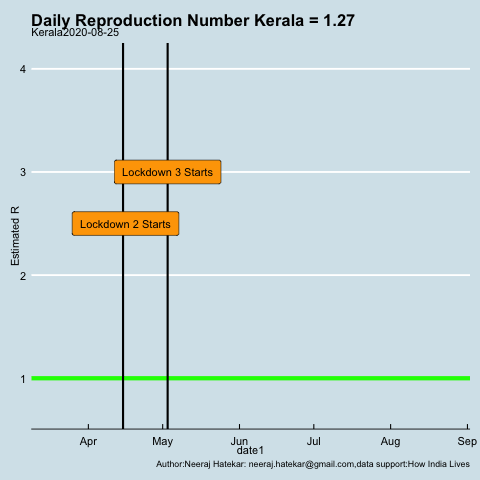 Daily Reproduction Number Kerala = 1.27
Kerala2020-08-25
4
3
2
1
Estimated R
Lockdown 3 Starts
Lockdown 2 Starts
Apr May Jun Jul Aug Sep
date1
Author:Neeraj Hatekar: neeraj.hatekar@gmail.com,data support:How India Lives